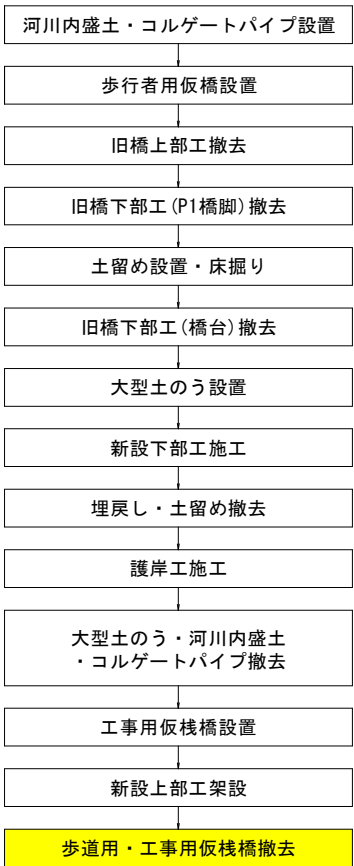 河川内盛土・コルゲートパイプ設置
歩行者用仮橋設置
旧橋上部工撤去
旧橋下部工(P1橋脚)撤去
土留め設置・床掘り
旧橋下部工(橋台)撤去
大型土のう設置
新設下部工施工
埋戻し・土留め撤去
護岸工施工
大型土のう・河川内盛土
・コルゲートパイプ撤去
工事用仮桟橋設置
新設上部工架設
歩道用・工事用仮桟橋撤去